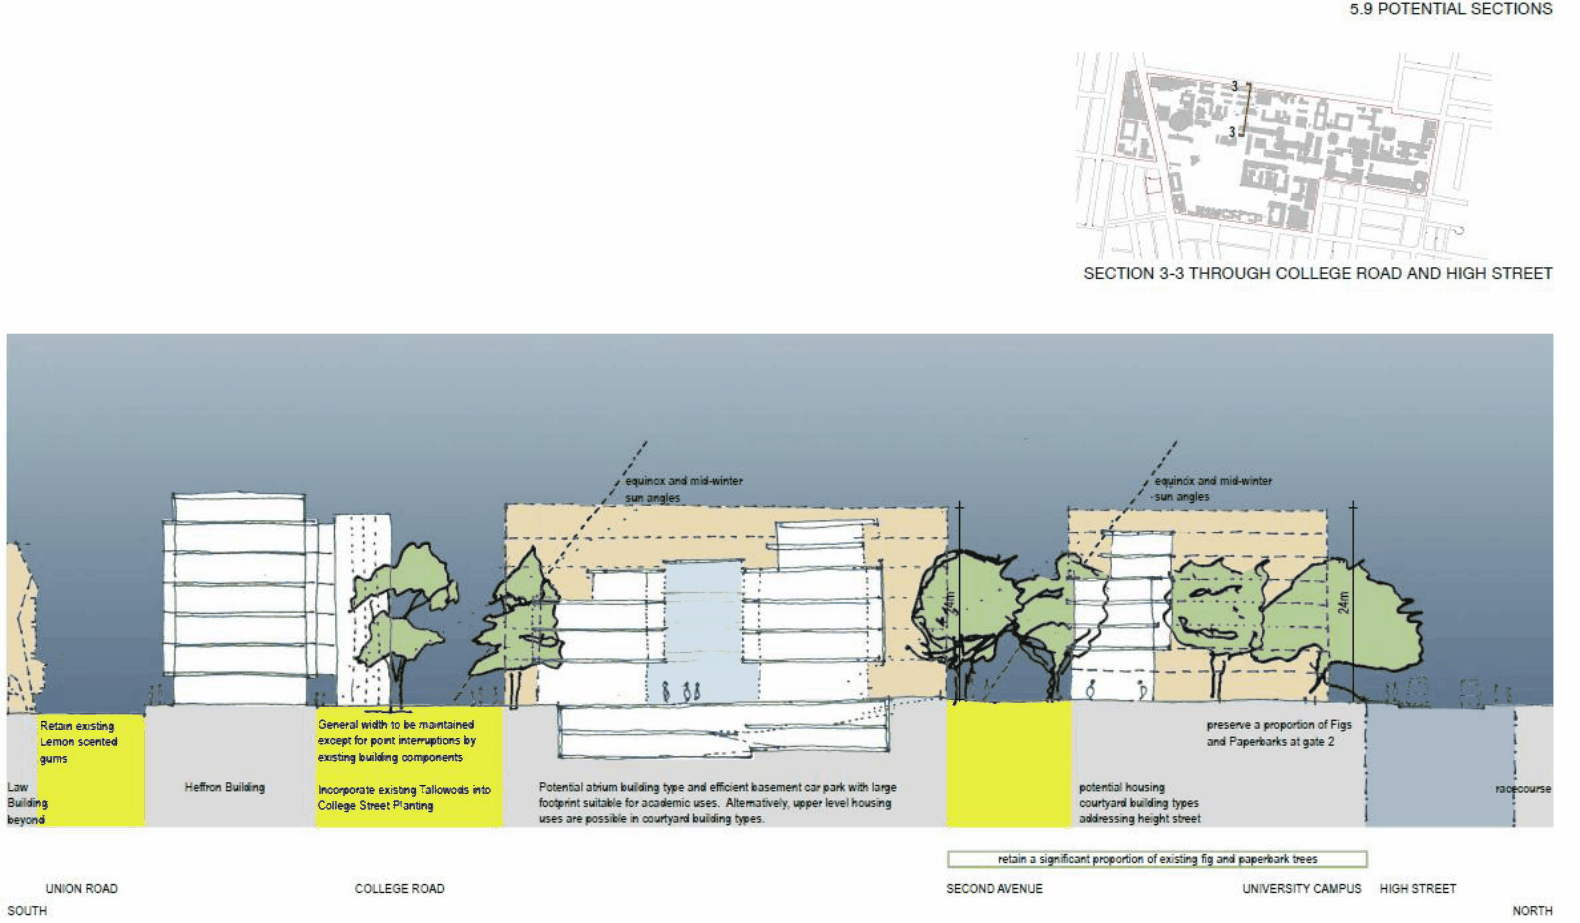 5.9 POTENTIAL SECTIONS
3
3
SECTION 3-3 THROUGH COLLEGE ROAD AND HIGH STREET
equinox and mid-winter
sun angles
equinox and mid-winter
sun angles
24m
24m
Retain existing
Lemon scented
gums
General width to be maintained
except for point interruptions by
existing building components
Incorporate existing Tallowods into
College Street Planting
preserve a proportion of Figs
and Paperbarks at gate 2
Law
Building
beyond
Heffron Building
Potential atrium building type and efficient basement car park with large
footprint suitable for academic uses. Alternatively, upper level housing
uses are possible in courtyard building types.
potential housing
courtyard building types
addressing height street
racecourse
retain a significant proportion of existing fig and paperbark trees
UNION ROAD
COLLEGE ROAD
SECOND AVENUE
UNIVERSITY CAMPUS
HIGH STREET
SOUTH
NORTH